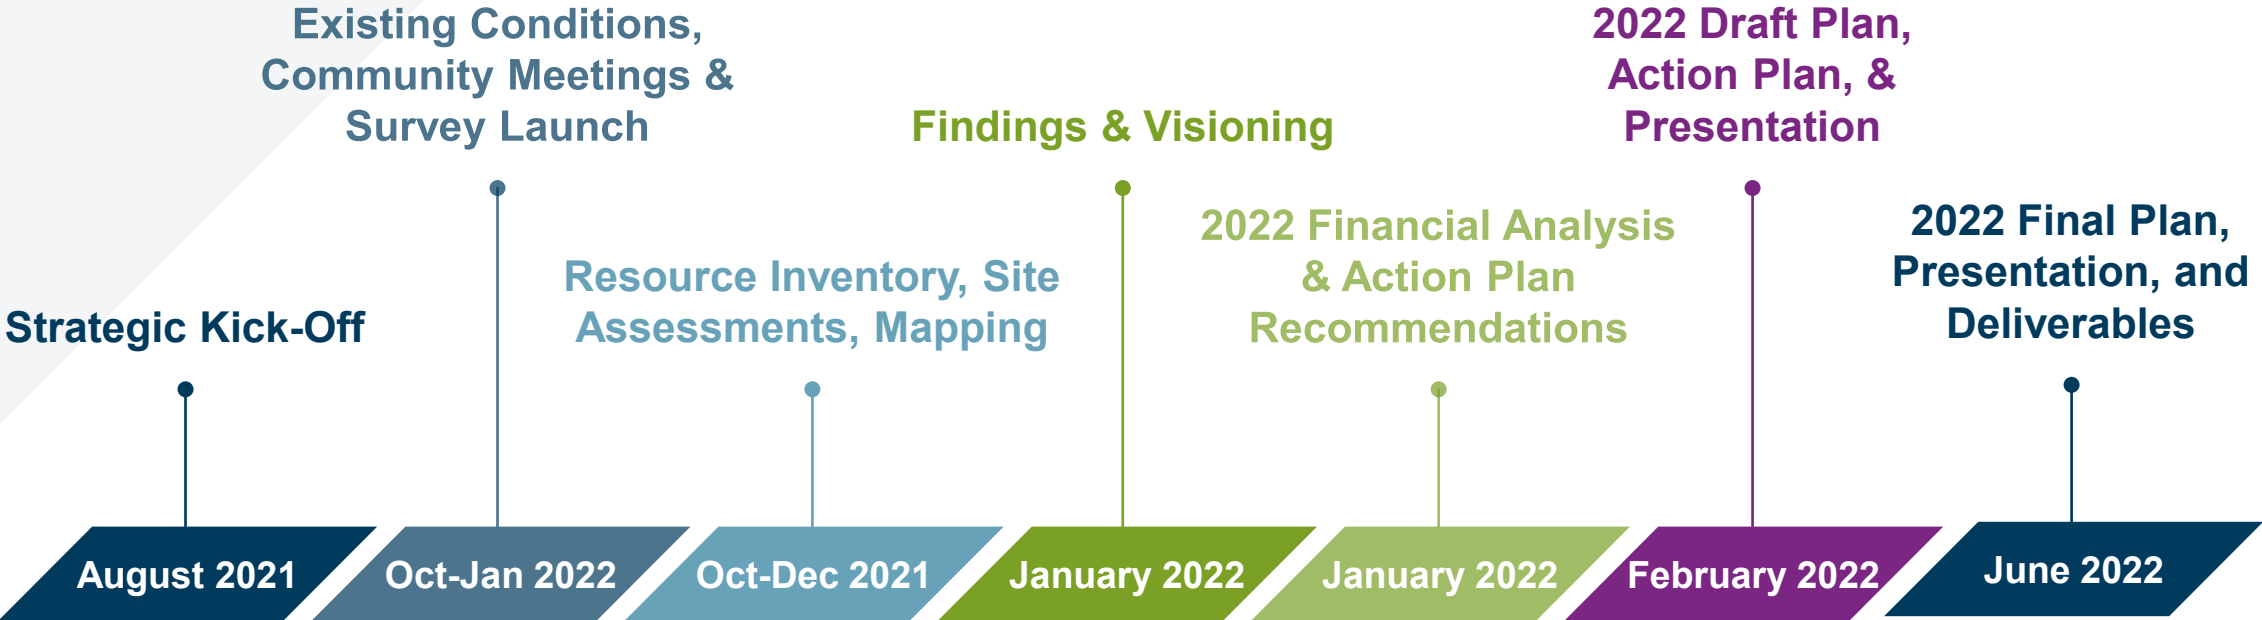 Existing Conditions,
Community Meetings &
Survey Launch
2022 Draft Plan,
Action Plan, &
Presentation
Findings & Visioning
Strategic Kick-Off
Resource Inventory, Site
Assessments, Mapping
2022 Financial Analysis
& Action Plan
Recommendations
2022 Final Plan,
Presentation, and
Deliverables
August 2021
Oct-Jan 2022
Oct-Dec 2021
January 2022
January 2022
February 2022
June 2022